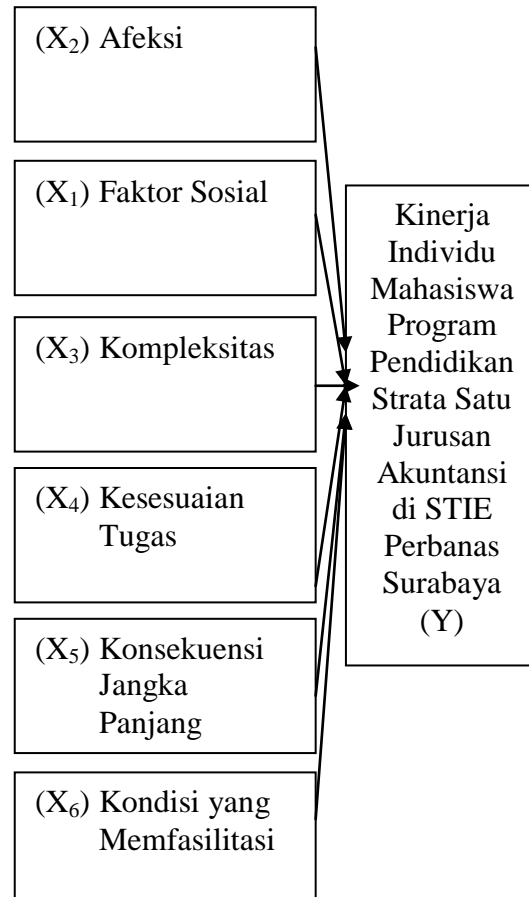 (X₂) Afeksi
(X₁) Faktor Sosial
(X₃) Kompleksitas
(X₄) Kesesuaian
Tugas
(X₅) Konsekuensi
Jangka
Panjang
(X₆) Kondisi yang
Memfasilitasi
Kinerja
Individu
Mahasiswa
Program
Pendidikan
Strata Satu
Jurusan
Akuntansi
di STIE
Perbanas
Surabaya
(Y)